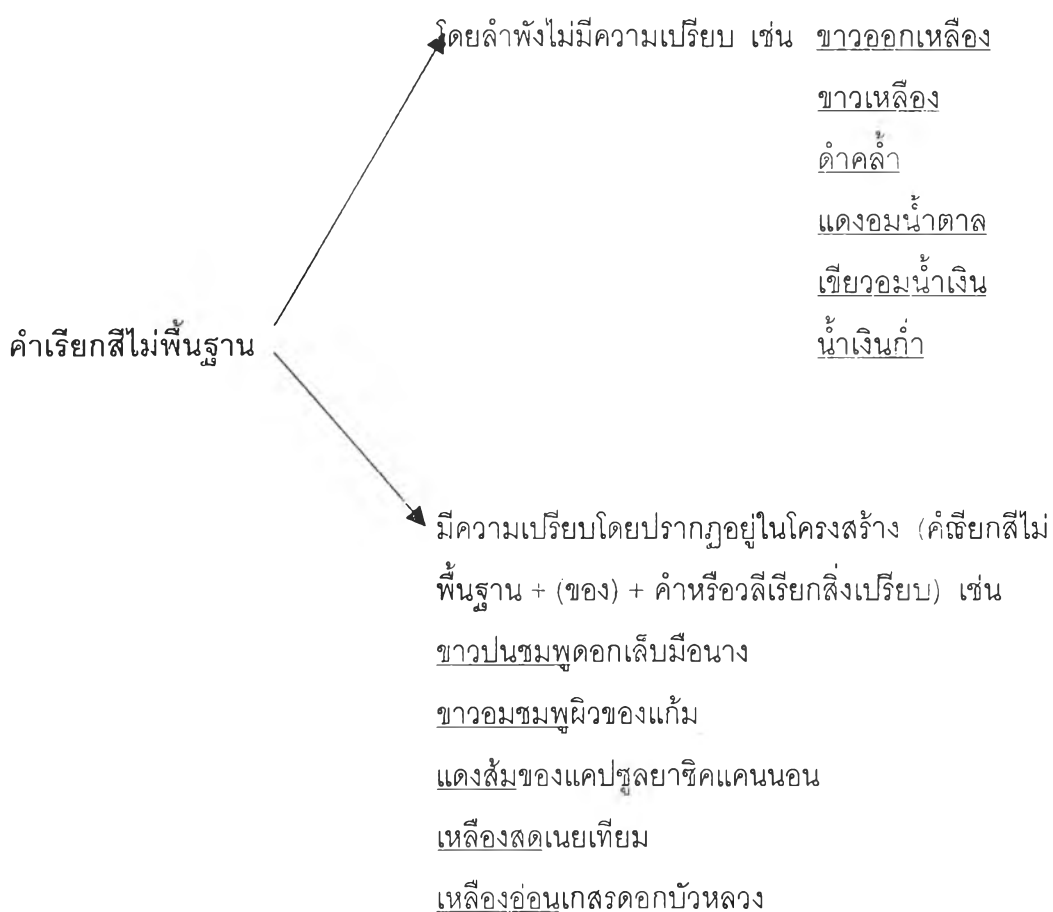 โดยลำพังไม่มีความเปรียบ เช่น ขาวออกเหลือง
ขาวเหลือง
ดำคล้ำ
แดงอมน้ำตาล
เขียวอมน้ำเงิน
คำเรียกสีไม่พื้นฐาน น้ำเงินก่ำ
มีความเปรียบโดยปรากฏอยู่ในโครงสร้าง (คำเรียกสีไม่
พื้นฐาน + (ของ) + คำหรือวลีเรียกสิ่งเปรียบ) เช่น
ขาวปนชมพูดอกเล็บมือนาง
ขาวอมชมพูผิวของแก้ม
แดงส้มของแคปซูลยาซิคแคนนอน
เหลืองสดเนยเทียม
เหลืองอ่อนเกสรดอกบัวหลวง